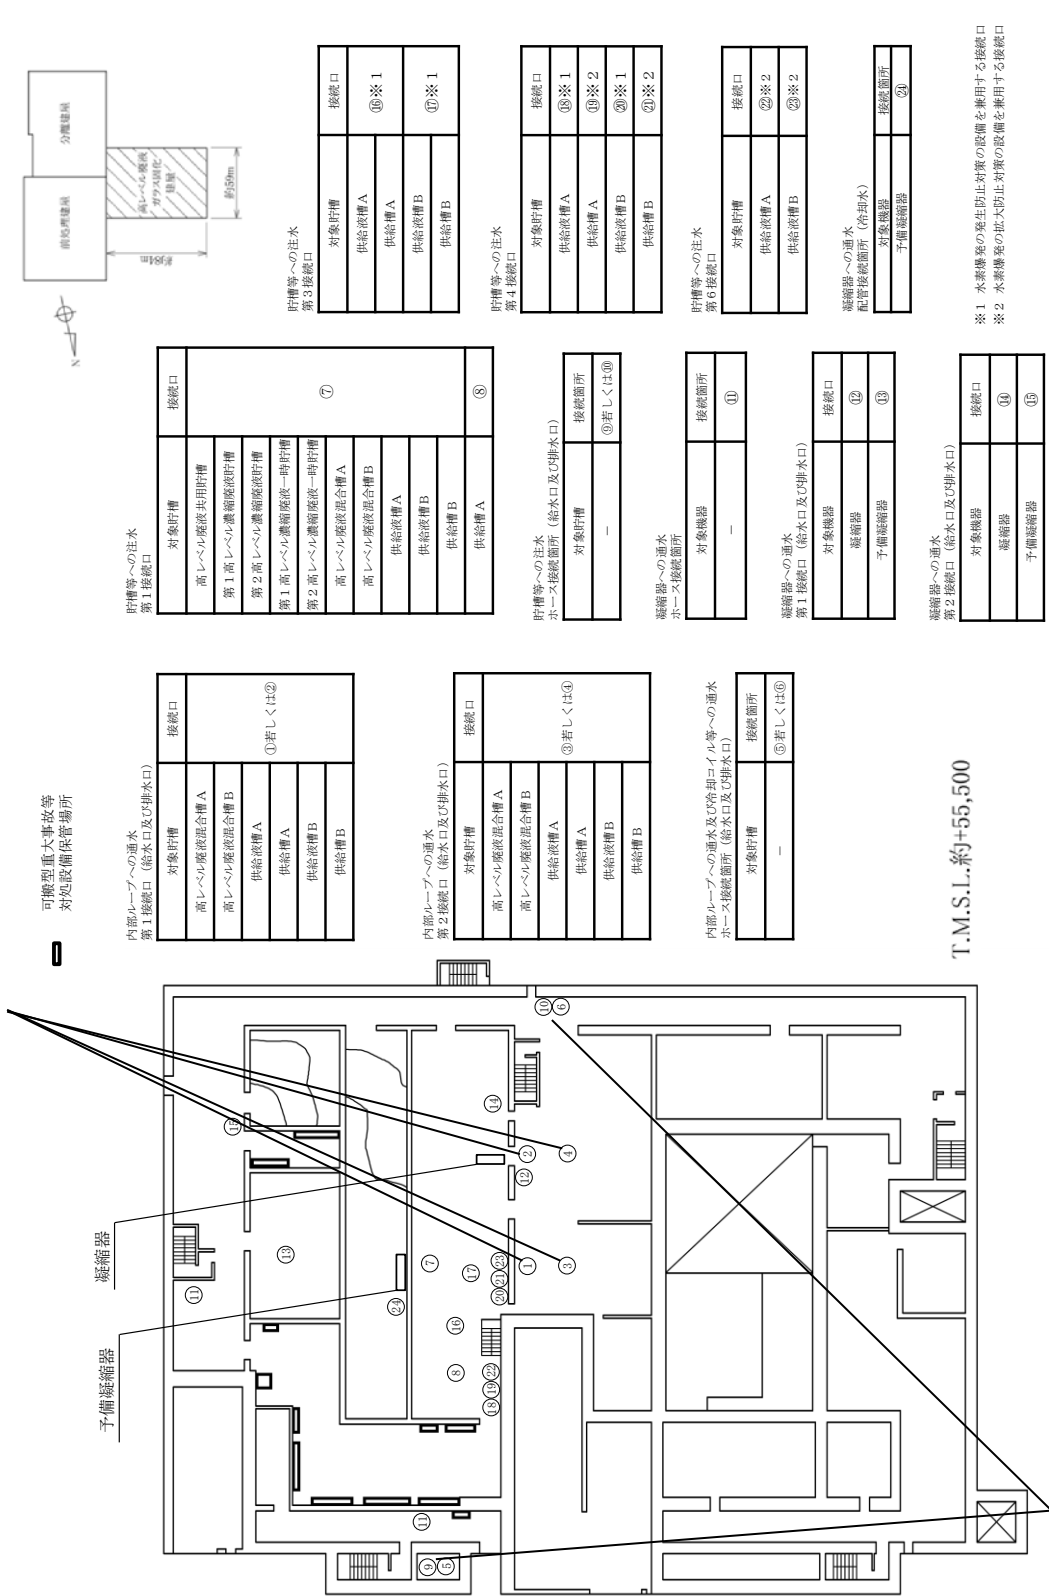 可搬型重大事故等
対処設備保管場所
内部ループへの通水
第1接続口（給水口及び排水口）
対象貯槽 接続口
高レベル廃液混合槽A ①若しくは②
高レベル廃液混合槽B
供給液槽A
供給槽A
供給液槽B
供給槽B
内部ループへの通水
第2接続口（給水口及び排水口）
対象貯槽 接続口
高レベル廃液混合槽A ③若しくは④
高レベル廃液混合槽B
供給液槽A
供給槽A
供給液槽B
供給槽B
内部ループへの通水及び冷却コイル等への通水
ホース接続箇所（給水口及び排水口）
対象貯槽 接続箇所
－ ⑤若しくは⑥
T.M.S.L.約+55,500
貯槽等への注水
第1接続口
対象貯槽 接続口
高レベル廃液共用貯槽 ⑦
第1高レベル濃縮廃液貯槽
第2高レベル濃縮廃液貯槽
第1高レベル濃縮廃液一時貯槽
第2高レベル濃縮廃液一時貯槽
高レベル廃液混合槽A
高レベル廃液混合槽B
供給液槽A
供給液槽B
供給槽B
供給槽A ⑧
貯槽等への注水
ホース接続箇所（給水口及び排水口）
対象貯槽 接続箇所
－ ⑨若しくは⑩
凝縮器への通水
ホース接続箇所
対象機器 接続箇所
－ ⑪
凝縮器への通水
第1接続口（給水口及び排水口）
対象機器 接続口
凝縮器 ⑫
予備凝縮器 ⑬
凝縮器への通水
第2接続口（給水口及び排水口）
対象機器 接続口
凝縮器 ⑭
予備凝縮器 ⑮
N
前処理建屋
分離建屋
高レベル廃液
ガラス固化
建屋
約84m
約59m
貯槽等への注水
第3接続口
対象貯槽 接続口
供給液槽A ⑯※1
供給槽A
供給液槽B ⑰※1
供給槽B
貯槽等への注水
第4接続口
対象貯槽 接続口
供給液槽A ⑱※1
供給槽A ⑲※2
供給液槽B ⑳※1
供給槽B ㉑※2
貯槽等への注水
第6接続口
対象貯槽 接続口
供給液槽A ㉒※2
供給液槽B ㉓※2
凝縮器への通水
配管接続箇所（冷却水）
対象機器 接続箇所
予備凝縮器 ㉔
※1 水素爆発の発生防止対策の設備を兼用する接続口
※2 水素爆発の拡大防止対策の設備を兼用する接続口
凝縮器
予備凝縮器
⑮
⑪
⑬
㉔
⑦
⑰
⑯
⑧
⑳㉑㉓
⑱⑲㉒
⑭
⑫
②
④
①
③
⑩
⑥
⑪
⑨
⑤